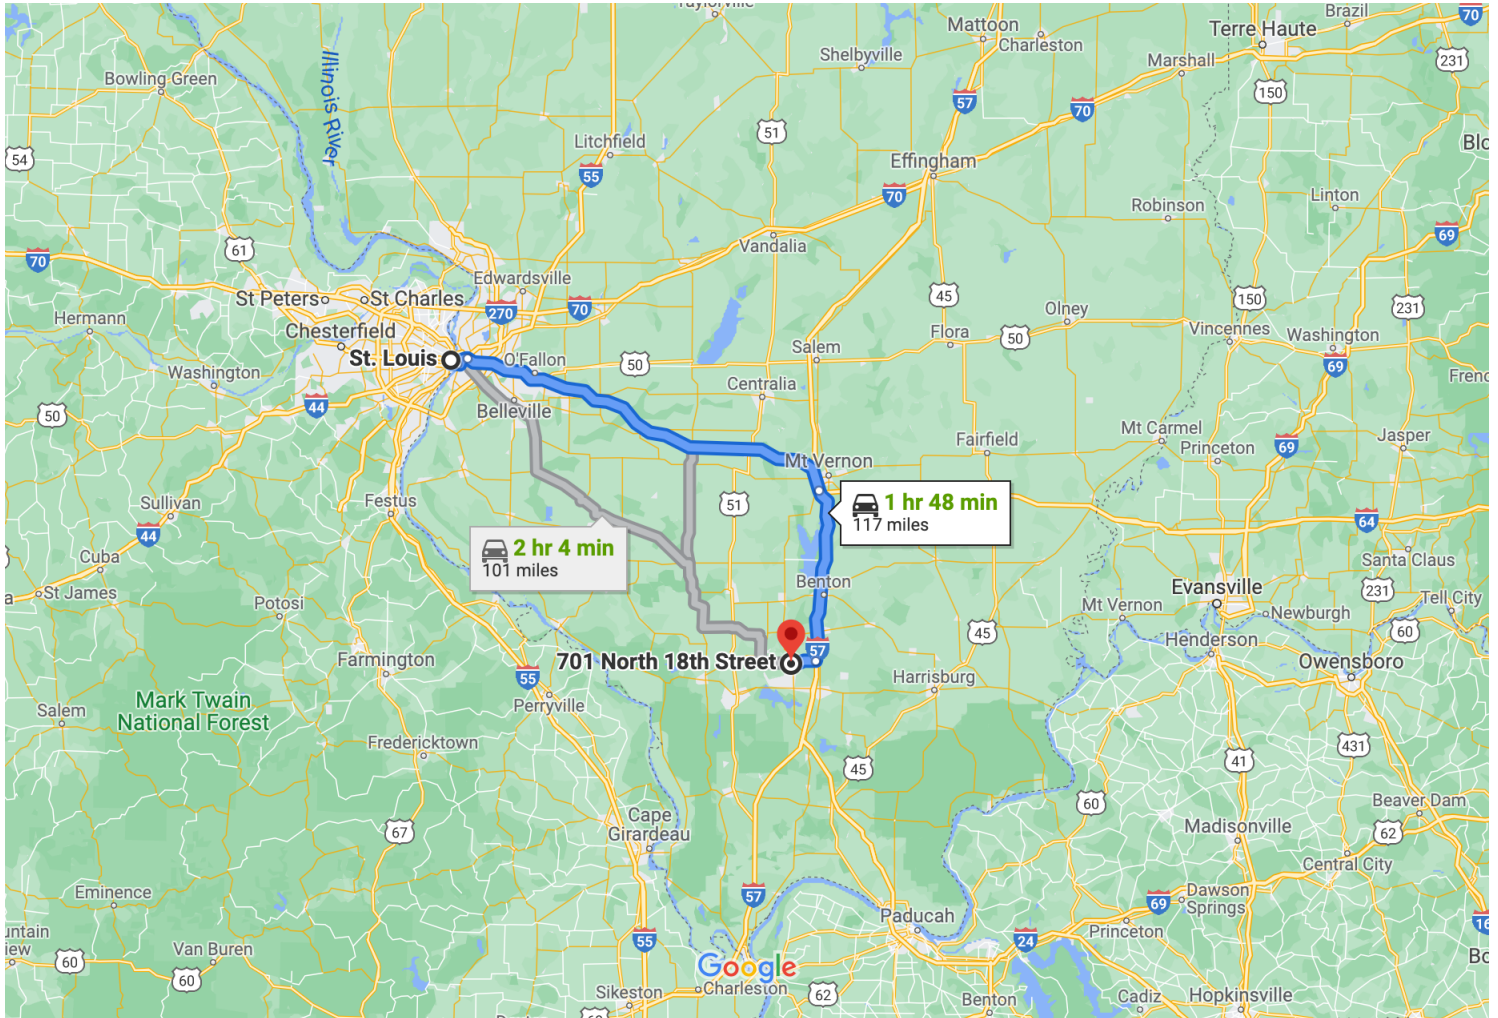 Taylorville
Mattoon
Charleston
Terre Haute
Brazil
70
Bowling Green
Illinois River
Shelbyville
Marshall
231
57
70
150
51
Litchfield
54
55
Effingham
70
Robinson
Linton
61
Vandalia
69
70
Edwardsville
St Peters
St Charles
270
70
45
Olney
150
231
Hermann
Chesterfield
Flora
50
Vincennes
Washington
St. Louis
O'Fallon
50
Salem
69
Washington
Centralia
44
50
Belleville
Mt Carmel
Princeton
Jasper
Fairfield
69
Mt Vernon
Sullivan
Festus
51
1 hr 48 min
117 miles
64
44
2 hr 4 min
101 miles
Cuba
St James
Benton
Santa Claus
Evansville
231
Tell City
Potosi
Mt Vernon
Newburgh
45
60
Henderson
Farmington
701 North 18th Street
57
Owensboro
55
Harrisburg
Mark Twain
National Forest
Perryville
Salem
Fredericktown
431
41
45
60
Beaver Dam
67
Cape
Girardeau
Madisonville
62
Central City
Eminence
57
69
Dawson
Springs
Paducah
Princeton
55
24
Van Buren
60
60
Google
Charleston
62
Sikeston
Benton
Cadiz
Hopkinsville